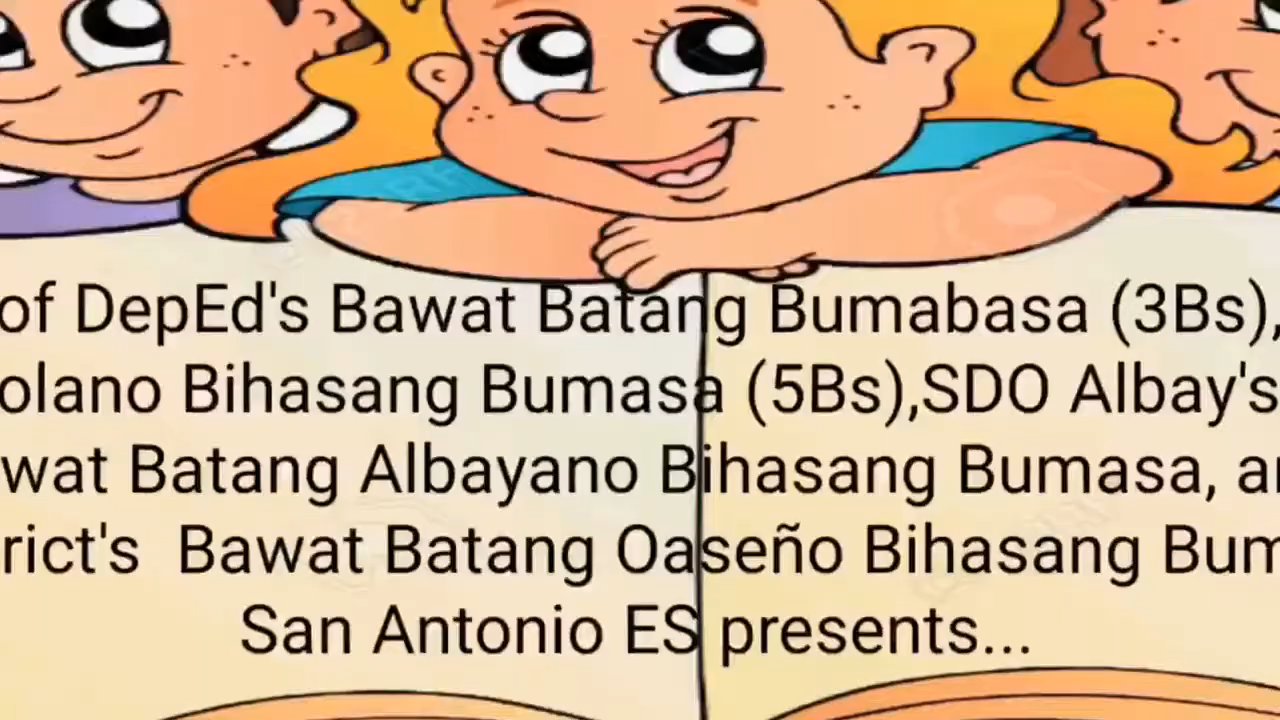 of DepEd's Bawat Batang Bumabasa (3Bs),
olano Bihasang Bumasa (5Bs),SDO Albay's
wat Batang Albayano Bihasang Bumasa, ar
rict's Bawat Batang Oaseño Bihasang Bum
San Antonio ES presents...